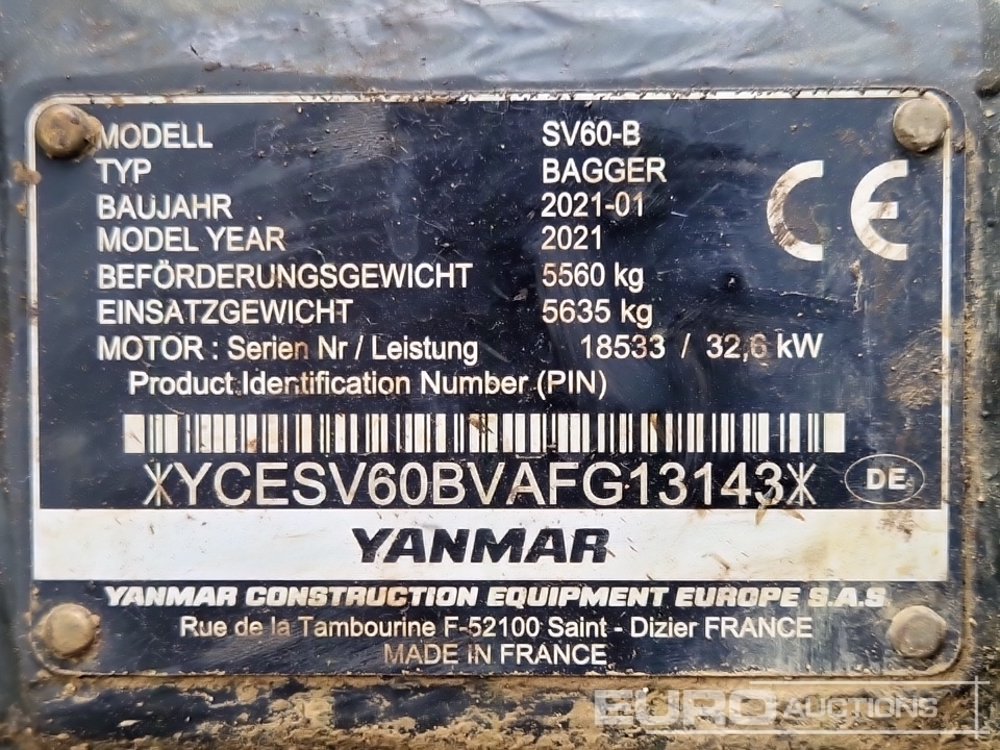 MODELL SV60-B
TYP BAGGER
BAUJAHR 2021-01
MODEL YEAR 2021
BEFÖRDERUNGSGEWICHT 5560 kg
EINSATZGEWICHT 5635 kg
MOTOR : Serien Nr / Leistung 18533 / 32,6 kW
Product Identification Number (PIN)
CE
*YCESV60BVAFG13143*
DE
YANMAR
YANMAR CONSTRUCTION EQUIPMENT EUROPE S.A.S
Rue de la Tambourine F-52100 Saint - Dizier FRANCE
MADE IN FRANCE
EURO AUCTIONS